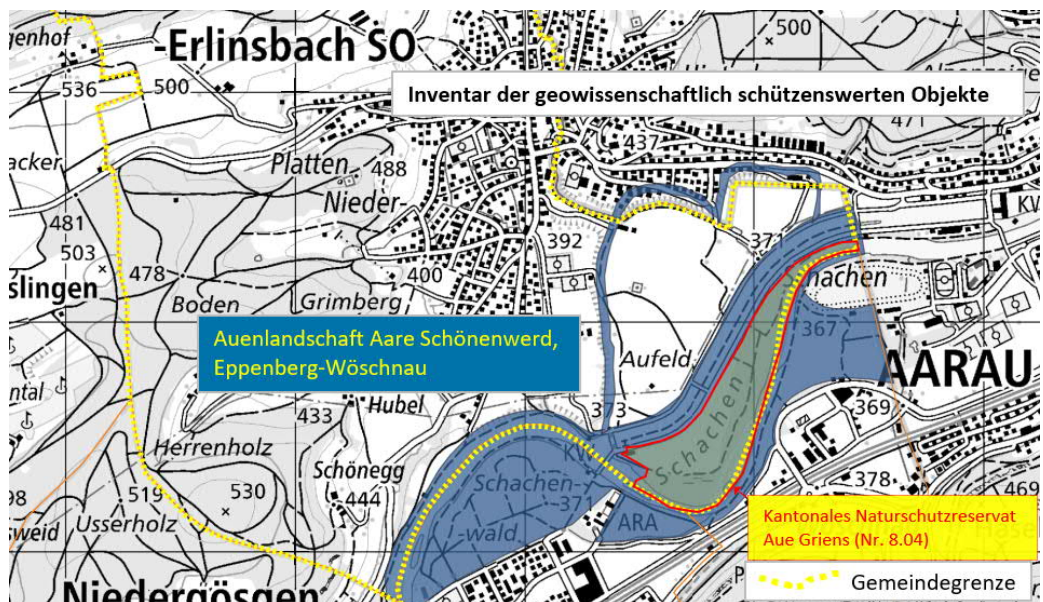 genhof
-Erlinsbach SO
500
536
500
Inventar der geowissenschaftlich schützenswerten Objekte
471
437
acker
Platten
488
Nieder-
481
503
392
371
KW
478
400
slingen
Boden
Grimberg
Schachen
367
Auenlandschaft Aare Schönenwerd,
Eppenberg-Wöschnau
Aufeld
AARAU
ntal
433
Hubel
373
369
Herrenholz
Schönegg
KW
Schachen
Schachen-
371
378
98
519
530
444
469
-wald
ARA
sweid
Usserholz
Kantonales Naturschutzreservat
Aue Griens (Nr. 8.04)
Niedergösgen
Gemeindegrenze